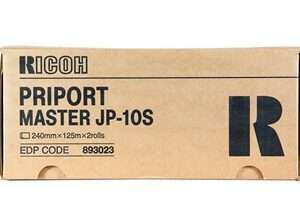 RICOH
PRIPORT
MASTER JP-10S
240mm×125m×2rolls
EDP CODE 893023
R